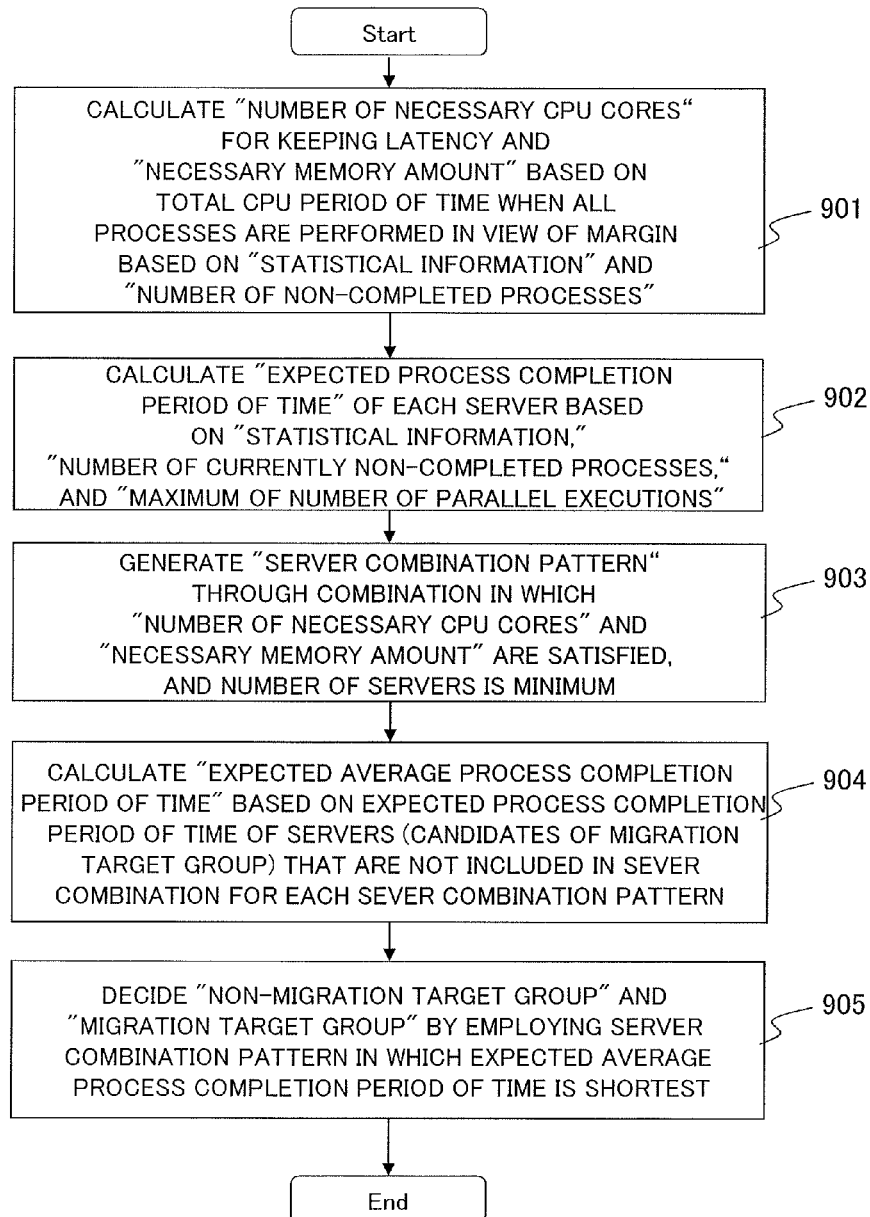 Start
CALCULATE "NUMBER OF NECESSARY CPU CORES"
FOR KEEPING LATENCY AND
"NECESSARY MEMORY AMOUNT" BASED ON
TOTAL CPU PERIOD OF TIME WHEN ALL
PROCESSES ARE PERFORMED IN VIEW OF MARGIN
BASED ON "STATISTICAL INFORMATION" AND
"NUMBER OF NON-COMPLETED PROCESSES"
901
CALCULATE "EXPECTED PROCESS COMPLETION
PERIOD OF TIME" OF EACH SERVER BASED
ON "STATISTICAL INFORMATION,"
"NUMBER OF CURRENTLY NON-COMPLETED PROCESSES,"
AND "MAXIMUM OF NUMBER OF PARALLEL EXECUTIONS"
902
GENERATE "SERVER COMBINATION PATTERN"
THROUGH COMBINATION IN WHICH
"NUMBER OF NECESSARY CPU CORES" AND
"NECESSARY MEMORY AMOUNT" ARE SATISFIED,
AND NUMBER OF SERVERS IS MINIMUM
903
CALCULATE "EXPECTED AVERAGE PROCESS COMPLETION
PERIOD OF TIME" BASED ON EXPECTED PROCESS COMPLETION
PERIOD OF TIME OF SERVERS (CANDIDATES OF MIGRATION
TARGET GROUP) THAT ARE NOT INCLUDED IN SEVER
COMBINATION FOR EACH SEVER COMBINATION PATTERN
904
DECIDE "NON-MIGRATION TARGET GROUP" AND
"MIGRATION TARGET GROUP" BY EMPLOYING SERVER
COMBINATION PATTERN IN WHICH EXPECTED AVERAGE
PROCESS COMPLETION PERIOD OF TIME IS SHORTEST
905
End